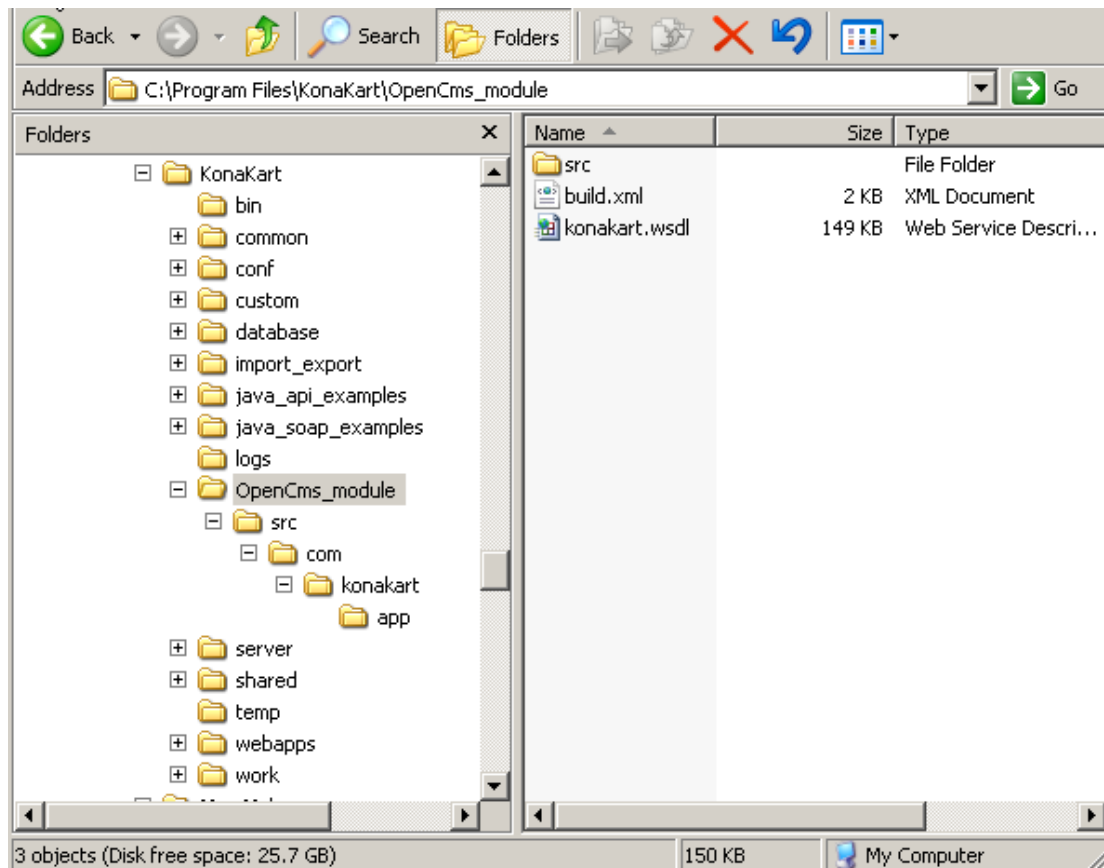 Back
Search
Folders
Address C:\Program Files\KonaKart\OpenCms_module Go
Folders
KonaKart
bin
common
conf
custom
database
import_export
java_api_examples
java_soap_examples
logs
OpenCms_module
src
com
konakart
app
server
shared
temp
webapps
work
Name Size Type
src File Folder
build.xml 2 KB XML Document
konakart.wsdl 149 KB Web Service Descri...
3 objects (Disk free space: 25.7 GB) 150 KB My Computer